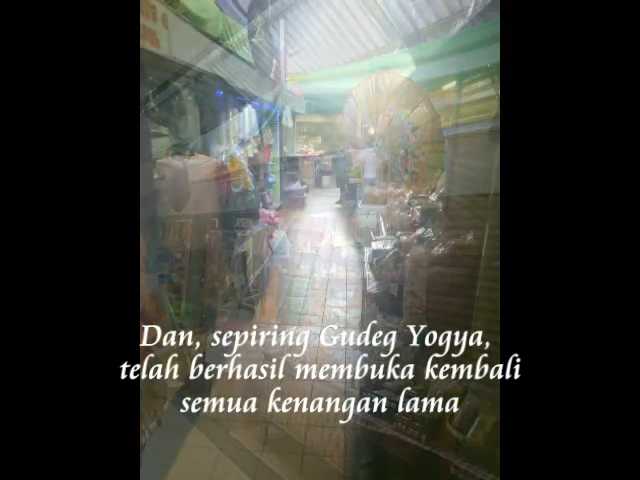 Dan, sepiring Gudeg Yogya,
telah berhasil membuka kembali
semua kenangan lama